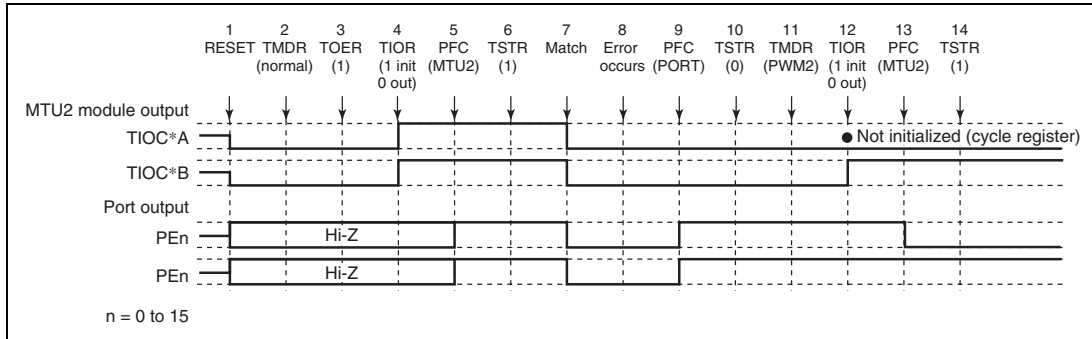 1 2 3 4 5 6 7 8 9 10 11 12 13 14
RESET TMDR TOER TIOR PFC TSTR Match Error PFC TSTR TMDR TIOR PFC TSTR
(normal) (1) (1 init (MTU2) (1) occurs (PORT) (0) (PWM2) (1 init (MTU2) (1)
0 out) 0 out)
MTU2 module output
TIOC*A ● Not initialized (cycle register)
TIOC*B
Port output
PEn Hi-Z
PEn Hi-Z
n = 0 to 15